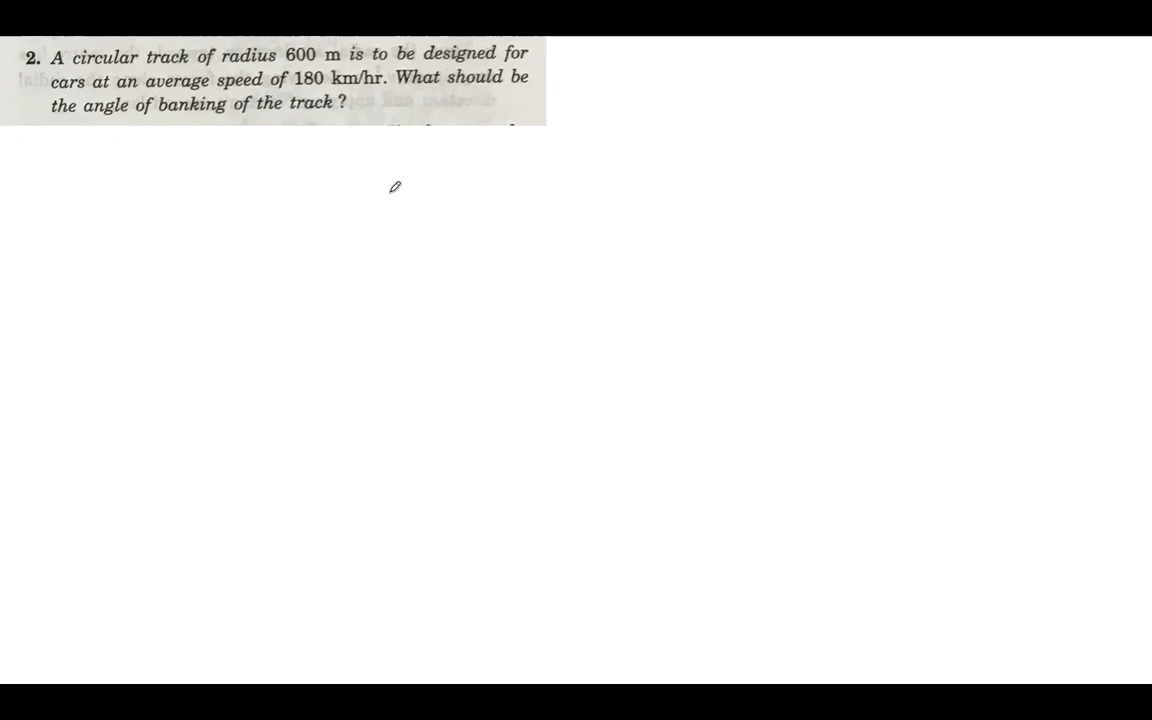 2. A circular track of radius 600 m is to be designed for
cars at an average speed of 180 km/hr. What should be
the angle of banking of the track ?